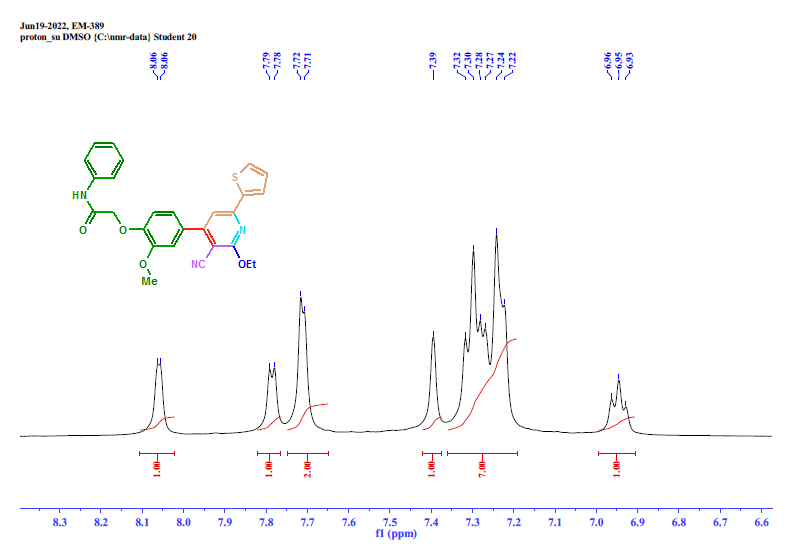 Jun19-2022, EM-389
proton_su DMSO {C:\nmr-data} Student 20
8.06
8.06
7.79
7.78
7.72
7.71
7.39
7.32
7.30
7.28
7.27
7.24
7.22
6.96
6.95
6.93
S
HN
O
O
N
O
Me
NC
OEt
1.00
1.00
2.00
1.00
7.00
1.00
8.3 8.2 8.1 8.0 7.9 7.8 7.7 7.6 7.5 7.4 7.3 7.2 7.1 7.0 6.9 6.8 6.7 6.6
f1 (ppm)